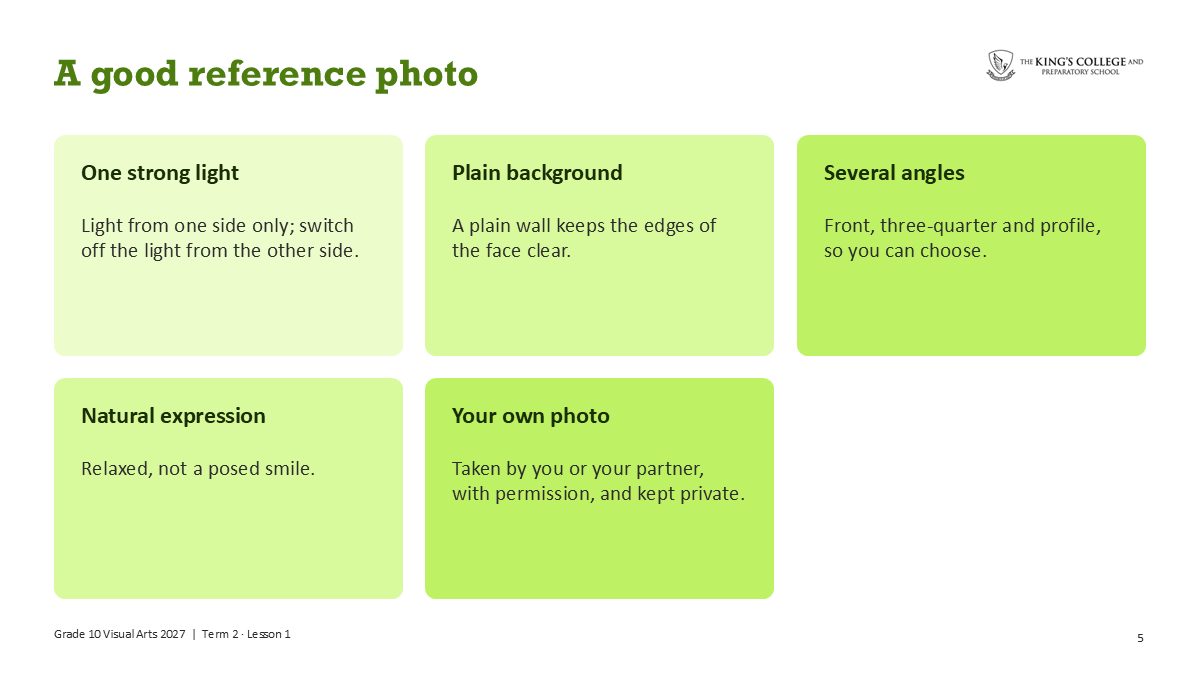 A good reference photo
THE KING'S COLLEGE AND
PREPARATORY SCHOOL
One strong light
Light from one side only; switch
off the light from the other side.
Plain background
A plain wall keeps the edges of
the face clear.
Several angles
Front, three-quarter and profile,
so you can choose.
Natural expression
Relaxed, not a posed smile.
Your own photo
Taken by you or your partner,
with permission, and kept private.
Grade 10 Visual Arts 2027 | Term 2 · Lesson 1
5